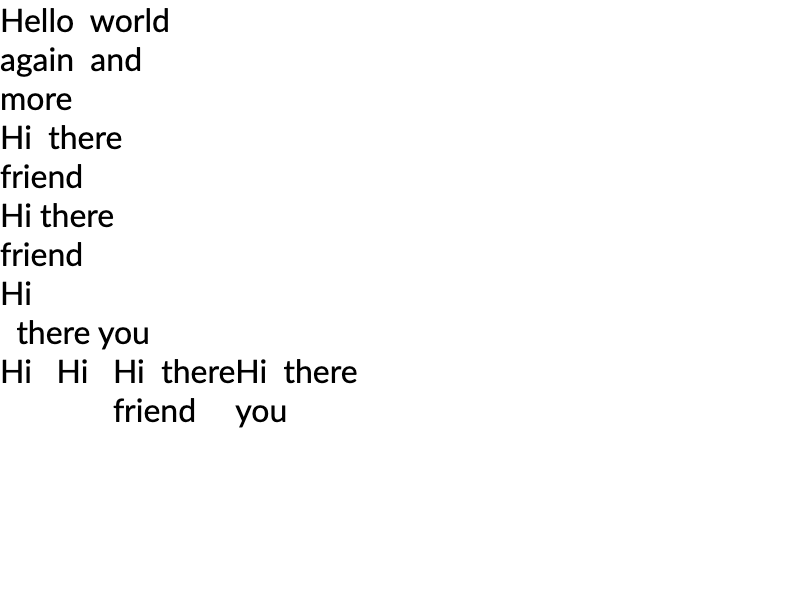 Hello  world
again  and
more
Hi  there
friend
Hi there
friend
Hi
  there you
Hi   Hi   Hi  thereHi  there
friend     you